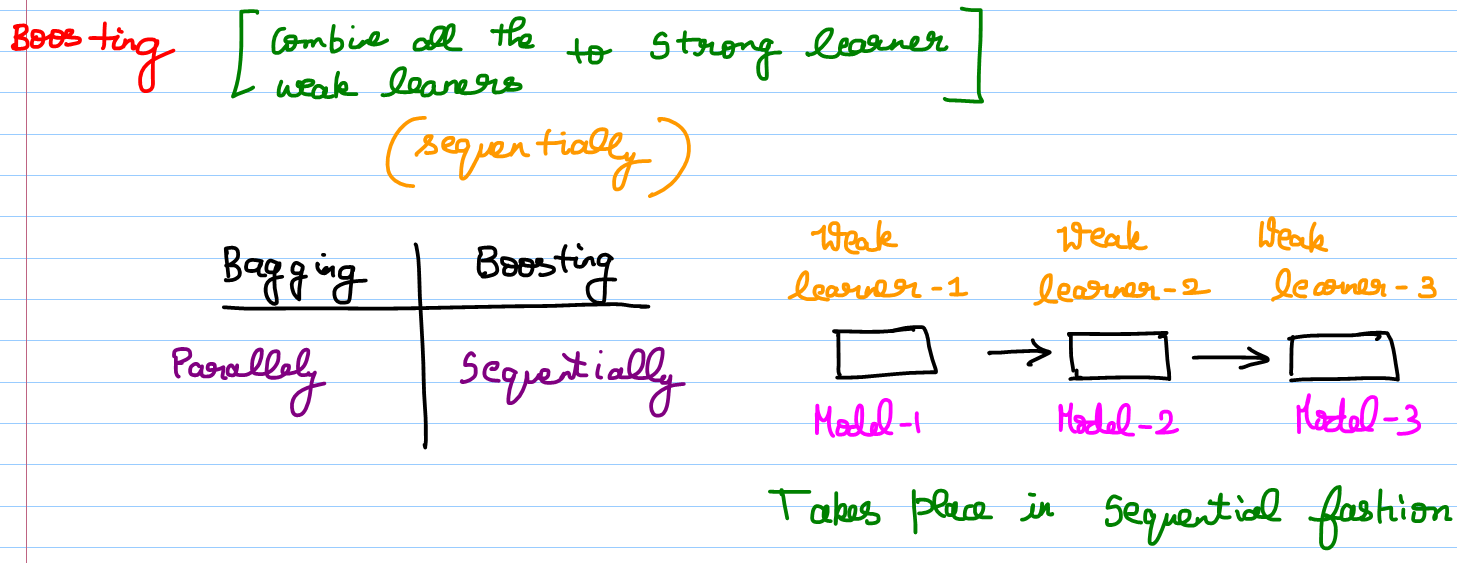 Boosting [Combine all the to strong learner]
weak leaners
(sequentially)
Bagging Boosting
Parallely Sequentially
Weak Weak Weak
learner-1 learner-2 learner-3
Model-1 Model-2 Model-3
Takes place in Sequential fashion